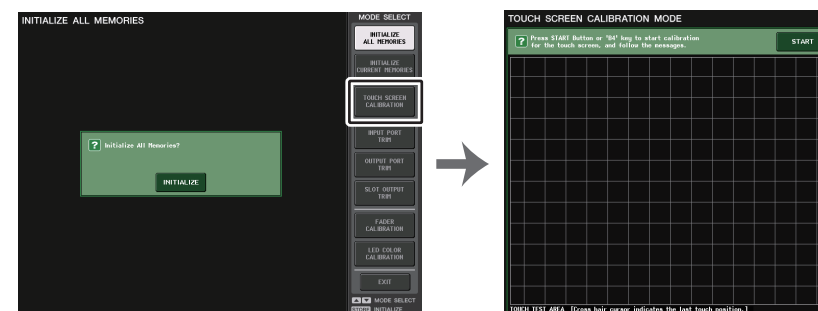 INITIALIZE ALL MEMORIES
Initialize All Memories?
INITIALIZE
MODE SELECT
INITIALIZE
ALL MEMORIES
INITIALIZE
CURRENT MEMORIES
TOUCH SCREEN
CALIBRATION
INPUT PORT
TRIM
OUTPUT PORT
TRIM
SLOT OUTPUT
TRIM
FADER
CALIBRATION
LED COLOR
CALIBRATION
EXIT
MODE SELECT
STORE INITIALIZE
TOUCH SCREEN CALIBRATION MODE
Press START Button or "B4" key to start calibration
for the touch screen, and follow the messages.
START
TOUCH TEST AREA [Cross hair cursor indicates the last touch position.]